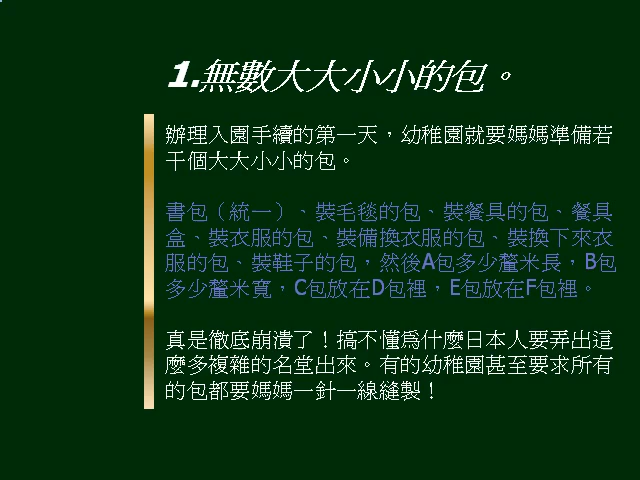 1.無數大大小小的包。
辦理入園手續的第一天，幼稚園就要媽媽準備若
干個大大小小的包。
書包（統一）、裝毛毯的包、裝餐具的包、餐具
盒、裝衣服的包、裝備換衣服的包、裝換下來衣
服的包、裝鞋子的包，然後A包多少釐米長，B包
多少釐米寬，C包放在D包裡，E包放在F包裡。
真是徹底崩潰了！搞不懂爲什麼日本人要弄出這
麼多複雜的名堂出來。有的幼稚園甚至要求所有
的包都要媽媽一針一線縫製！